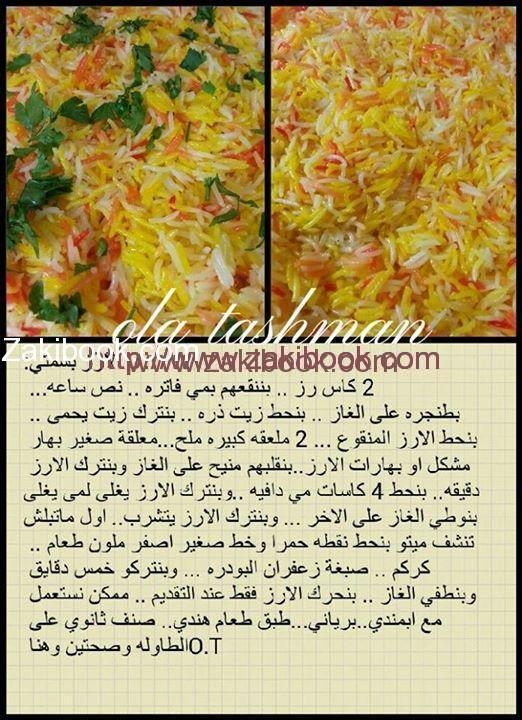 ola tashman
Zakibook.com
http://www.zakibook.com
Zakibook.com
بسمتي:
2 كاس رز .. بننقعهم بمي فاتره .. نص ساعه...
بطنجره على الغاز .. بنحط زيت ذره .. بنترك زيت يحمى ..
بنحط الارز المنقوع ... 2 ملعقه كبيره ملح...معلقة صغير بهار
مشكل او بهارات الارز..بنقلبهم منيح على الغاز وبنترك الارز
دقيقه.. بنحط 4 كاسات مي دافيه ..وبنترك الارز يغلى لمى يغلى
بنوطي الغاز على الاخر ... وبنترك الارز يتشرب.. اول ماتبلش
تنشف ميتو بنحط نقطه حمرا وخط صغير اصفر ملون طعام ..
كركم .. صبغة زعفران البودره ... وبنتركو خمس دقايق
وبنطفي الغاز .. بنحرك الارز فقط عند التقديم .. ممكن نستعمل
مع ابمندي..برياني...طبق طعام هندي.. صنف ثانوي على
الطاوله وصحتين وهناO.T